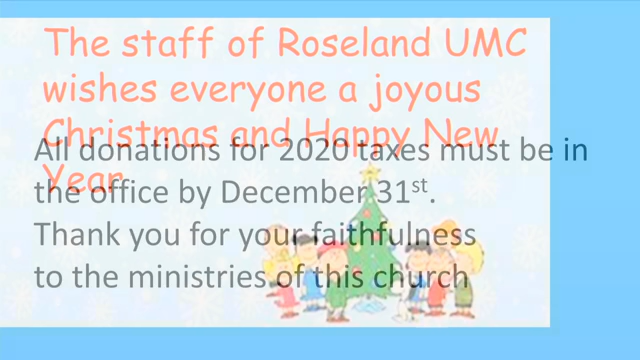 The staff of Roseland UMC
wishes everyone a joyous
Christmas and Happy New
Year
All donations for 2020 taxes must be in
the office by December 31st.
Thank you for your faithfulness
to the ministries of this church